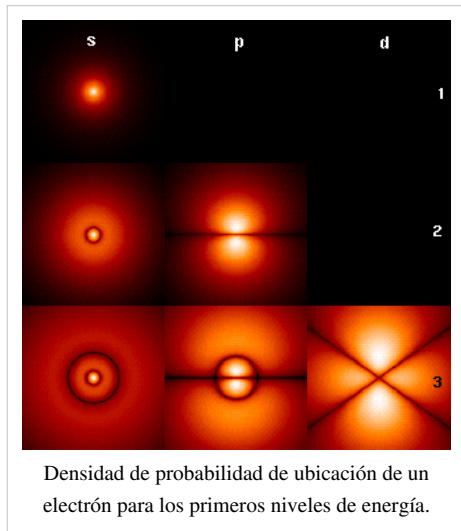 s p d
1
2
3
Densidad de probabilidad de ubicación de un
electrón para los primeros niveles de energía.